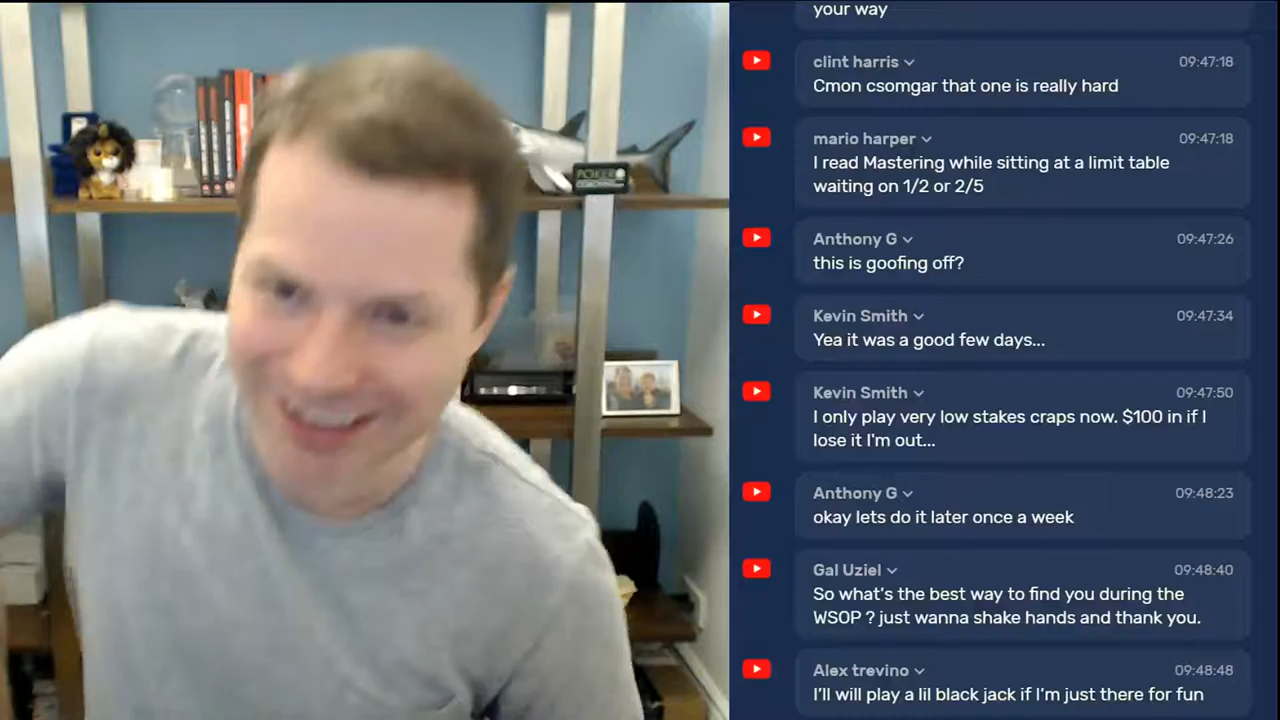 your way
clint harris
09:47:18
Cmon csomgar that one is really hard
mario harper
09:47:18
I read Mastering while sitting at a limit table
waiting on 1/2 or 2/5
Anthony G
09:47:26
this is goofing off?
Kevin Smith
09:47:34
Yea it was a good few days...
Kevin Smith
09:47:50
I only play very low stakes craps now. $100 in if I
lose it I'm out...
Anthony G
09:48:23
okay lets do it later once a week
Gal Uziel
09:48:40
So what's the best way to find you during the
WSOP ? just wanna shake hands and thank you.
Alex trevino
09:48:48
I'll will play a lil black jack if I'm just there for fun
POKER